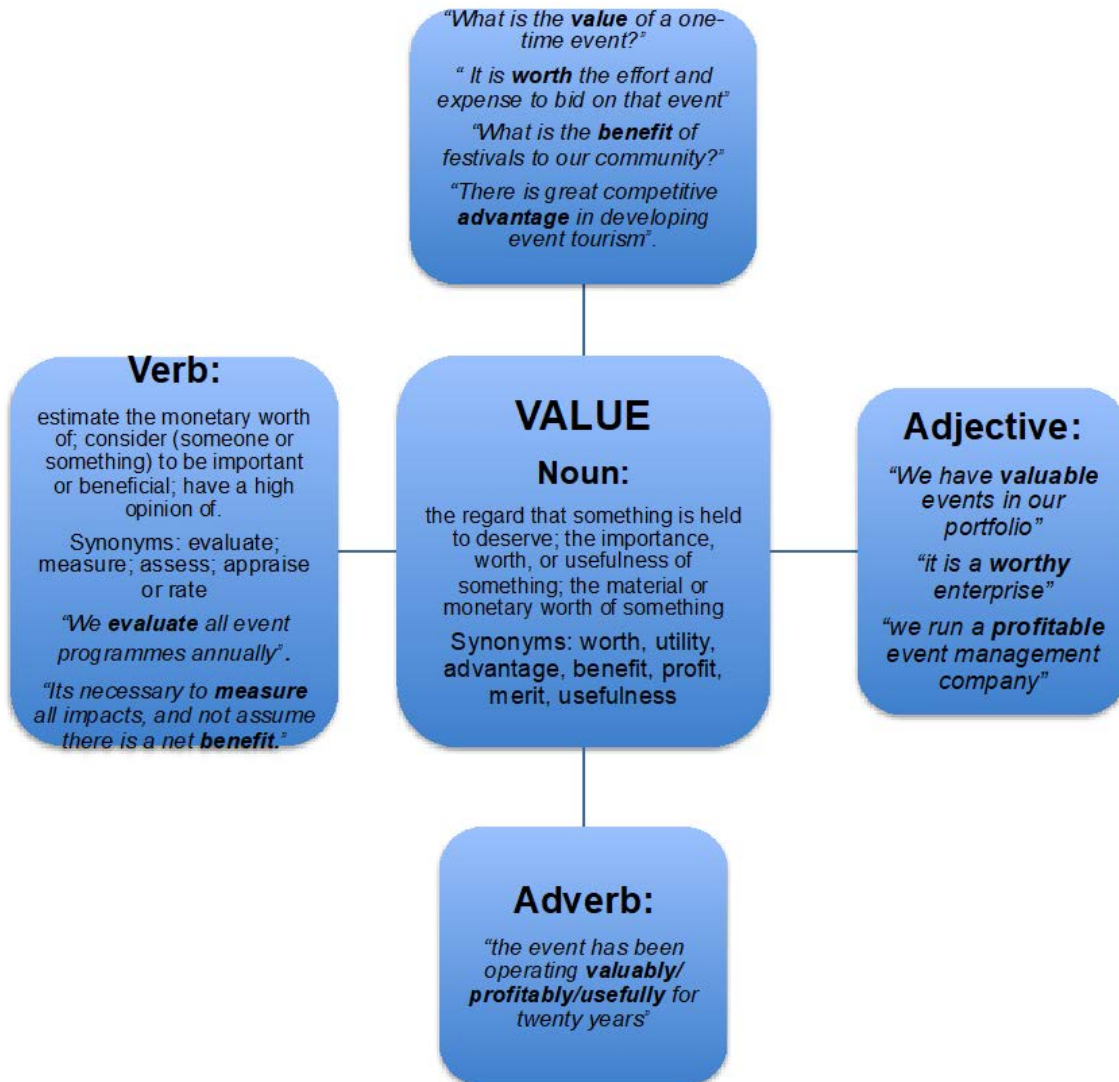 “What is the value of a one-
time event?”
“ It is worth the effort and
expense to bid on that event”
“What is the benefit of
festivals to our community?”
“There is great competitive
advantage in developing
event tourism”.
Verb:
estimate the monetary worth
of; consider (someone or
something) to be important
or beneficial; have a high
opinion of.
Synonyms: evaluate;
measure; assess; appraise
or rate
“We evaluate all event
programmes annually”.
“Its necessary to measure
all impacts, and not assume
there is a net benefit.”
VALUE
Noun:
the regard that something is held
to deserve; the importance,
worth, or usefulness of
something; the material or
monetary worth of something
Synonyms: worth, utility,
advantage, benefit, profit,
merit, usefulness
Adjective:
“We have valuable
events in our
portfolio”
“it is a worthy
enterprise”
“we run a profitable
event management
company”
Adverb:
“the event has been
operating valuably/
profitably/usefully for
twenty years”